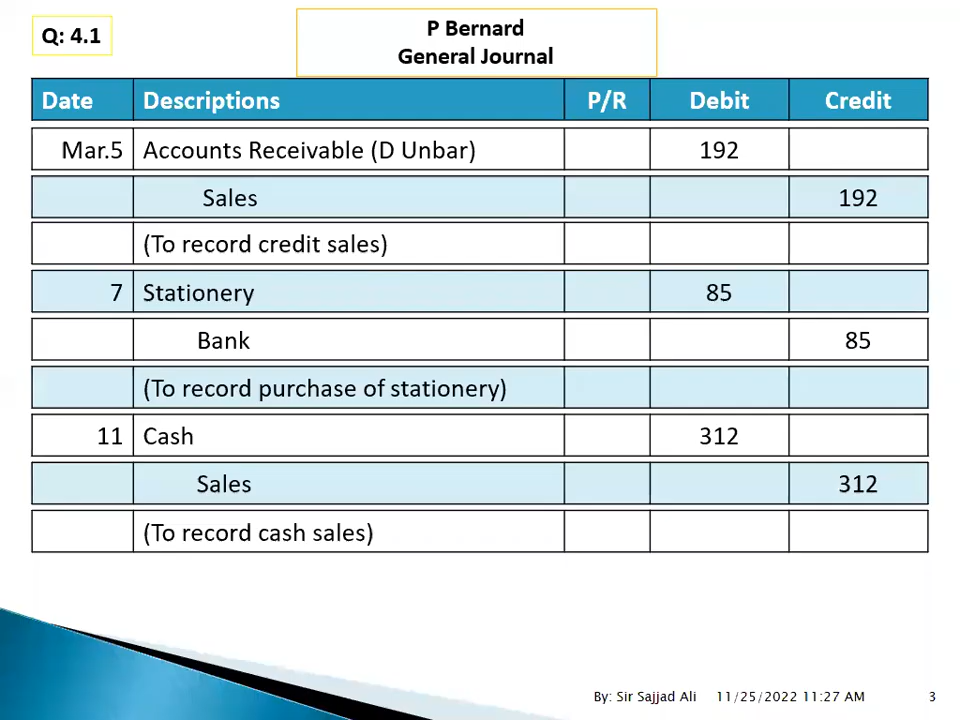 Q: 4.1
P Bernard
General Journal
Date Descriptions P/R Debit Credit
Mar.5 Accounts Receivable (D Unbar) 192
Sales 192
(To record credit sales)
7 Stationery 85
Bank 85
(To record purchase of stationery)
11 Cash 312
Sales 312
(To record cash sales)
By: Sir Sajjad Ali 11/25/2022 11:27 AM 3